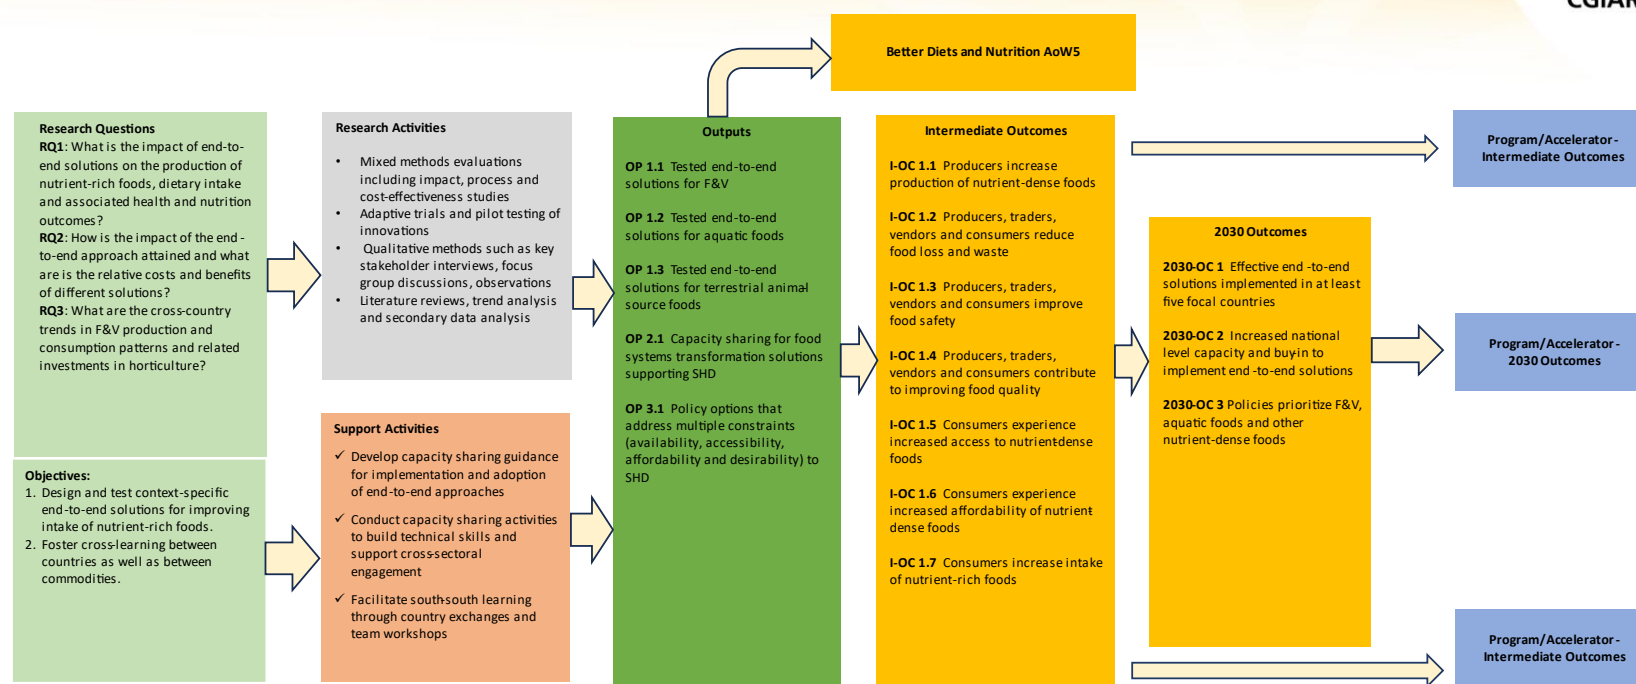 CGIAR
Better Diets and Nutrition AoW5
Research Questions
RQ1: What is the impact of end-to-
end solutions on the production of
nutrient-rich foods, dietary intake
and associated health and nutrition
outcomes?
RQ2: How is the impact of the end -
to-end approach attained and what
are is the relative costs and benefits
of different solutions?
RQ3: What are the cross-country
trends in F&V production and
consumption patterns and related
investments in horticulture?
Objectives:
1. Design and test context-specific
end-to-end solutions for improving
intake of nutrient-rich foods.
2. Foster cross-learning between
countries as well as between
commodities.
Research Activities
• Mixed methods evaluations
including impact, process and
cost-effectiveness studies
• Adaptive trials and pilot testing of
innovations
• Qualitative methods such as key
stakeholder interviews, focus
group discussions, observations
• Literature reviews, trend analysis
and secondary data analysis
Support Activities
✓ Develop capacity sharing guidance
for implementation and adoption
of end-to-end approaches
✓ Conduct capacity sharing activities
to build technical skills and
support cross-sectoral
engagement
✓ Facilitate south-south learning
through country exchanges and
team workshops
Outputs
OP 1.1 Tested end-to-end
solutions for F&V
OP 1.2 Tested end-to-end
solutions for aquatic foods
OP 1.3 Tested end-to-end
solutions for terrestrial animal-
source foods
OP 2.1 Capacity sharing for food
systems transformation solutions
supporting SHD
OP 3.1 Policy options that
address multiple constraints
(availability, accessibility,
affordability and desirability) to
SHD
Intermediate Outcomes
I-OC 1.1 Producers increase
production of nutrient-dense foods
I-OC 1.2 Producers, traders,
vendors and consumers reduce
food loss and waste
I-OC 1.3 Producers, traders,
vendors and consumers improve
food safety
I-OC 1.4 Producers, traders,
vendors and consumers contribute
to improving food quality
I-OC 1.5 Consumers experience
increased access to nutrient-dense
foods
I-OC 1.6 Consumers experience
increased affordability of nutrient-
dense foods
I-OC 1.7 Consumers increase intake
of nutrient-rich foods
2030 Outcomes
2030-OC 1 Effective end -to-end
solutions implemented in at least
five focal countries
2030-OC 2 Increased national
level capacity and buy-in to
implement end -to-end solutions
2030-OC 3 Policies prioritize F&V,
aquatic foods and other
nutrient-dense foods
Program/Accelerator -
Intermediate Outcomes
Program/Accelerator -
2030 Outcomes
Program/Accelerator -
Intermediate Outcomes